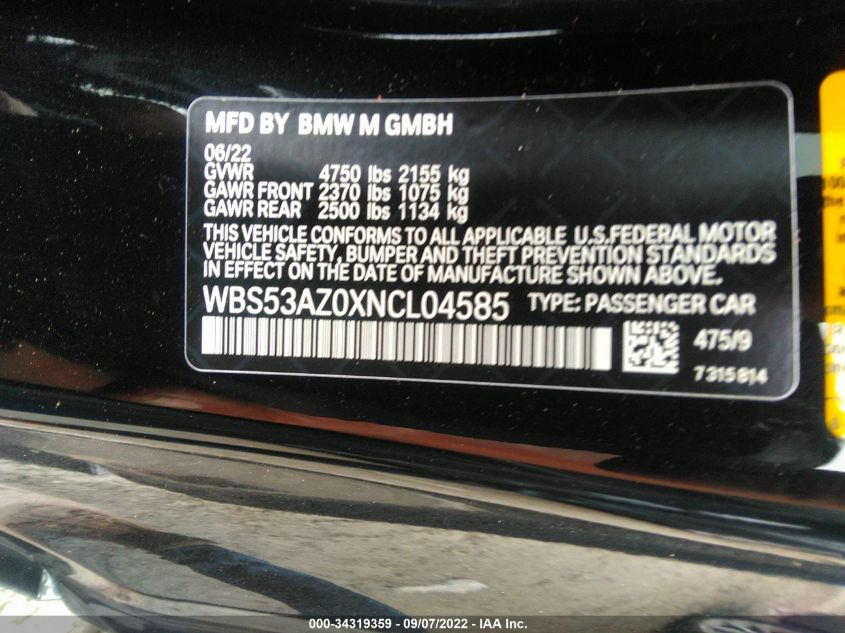 MFD BY BMW M GMBH
06/22
GVWR 4750 lbs 2155 kg
GAWR FRONT 2370 lbs 1075 kg
GAWR REAR 2500 lbs 1134 kg
THIS VEHICLE CONFORMS TO ALL APPLICABLE U.S.FEDERAL MOTOR
VEHICLE SAFETY, BUMPER AND THEFT PREVENTION STANDARDS
IN EFFECT ON THE DATE OF MANUFACTURE SHOWN ABOVE.
WBS53AZ0XNCL04585 TYPE: PASSENGER CAR
475/9
7315814
000-34319359 - 09/07/2022 - IAA Inc.